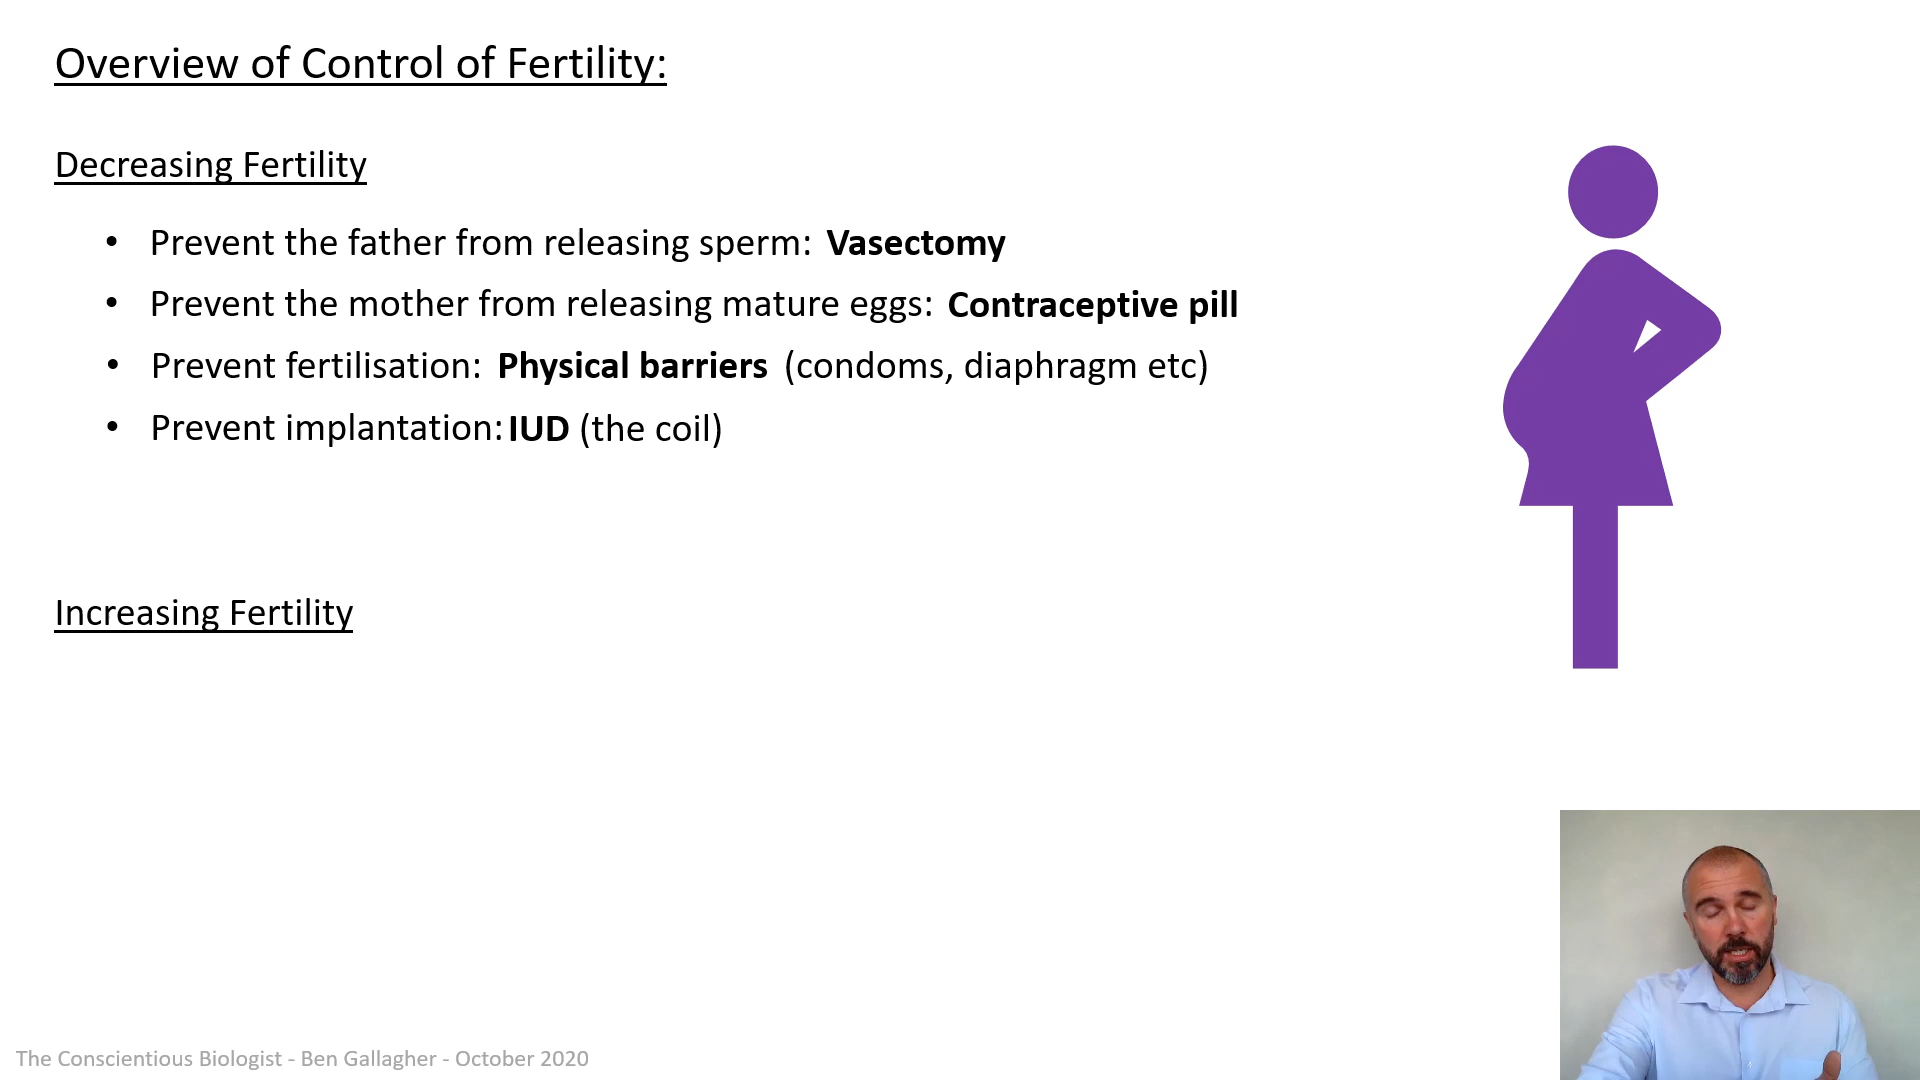 Overview of Control of Fertility:
Decreasing Fertility
• Prevent the father from releasing sperm: Vasectomy
• Prevent the mother from releasing mature eggs: Contraceptive pill
• Prevent fertilisation: Physical barriers (condoms, diaphragm etc)
• Prevent implantation: IUD (the coil)
Increasing Fertility
The Conscientious Biologist - Ben Gallagher - October 2020